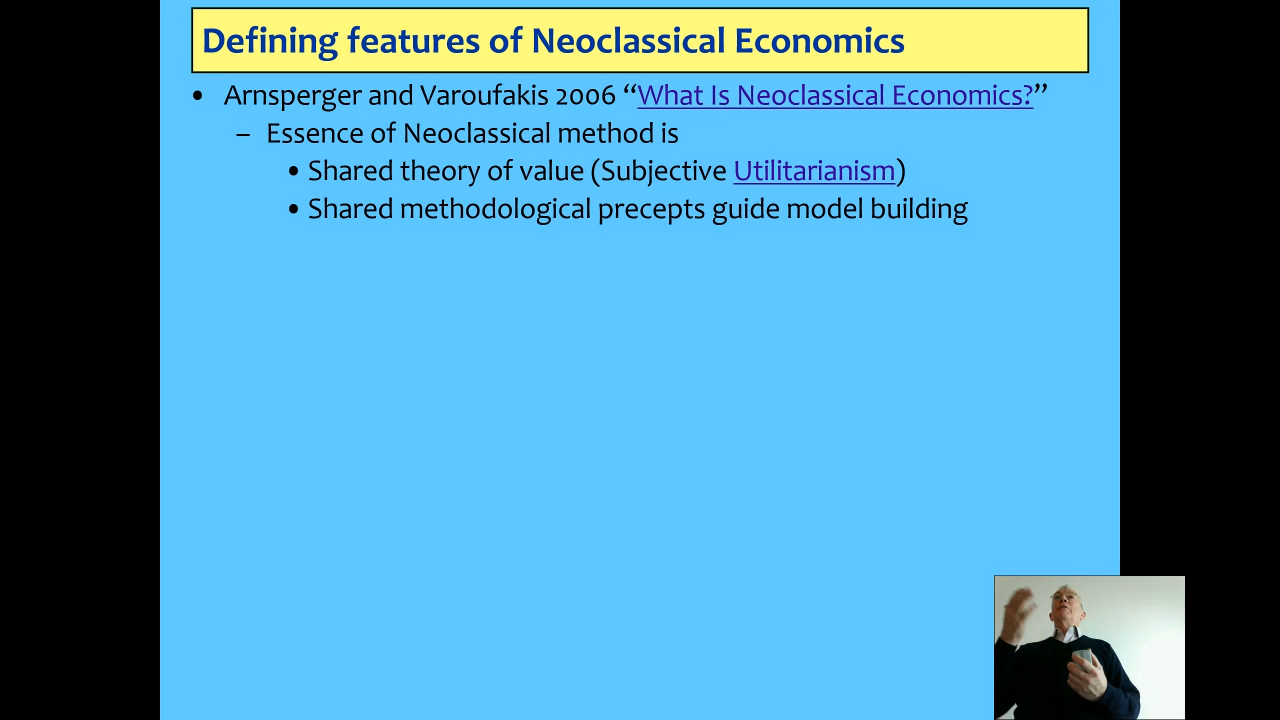 Defining features of Neoclassical Economics
• Arnsperger and Varoufakis 2006 “What Is Neoclassical Economics?”
– Essence of Neoclassical method is
• Shared theory of value (Subjective Utilitarianism)
• Shared methodological precepts guide model building